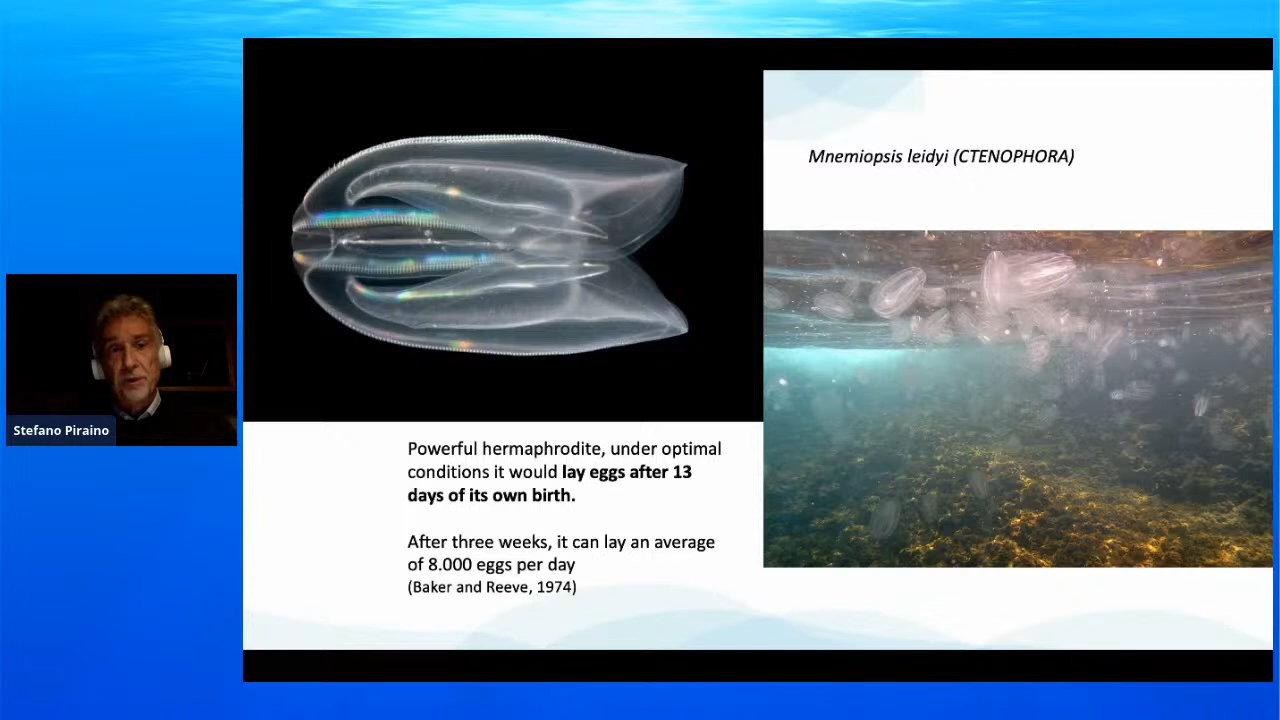 Mnemiopsis leidyi (CTENOPHORA)
Stefano Piraino
Powerful hermaphrodite, under optimal
conditions it would lay eggs after 13
days of its own birth.
After three weeks, it can lay an average
of 8.000 eggs per day
(Baker and Reeve, 1974)